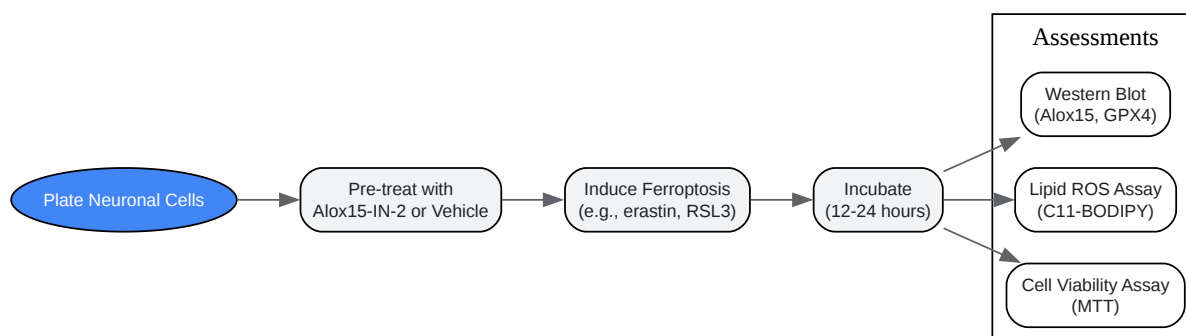 Plate Neuronal Cells
Pre-treat with
Alox15-IN-2 or Vehicle
Induce Ferroptosis
(e.g., erastin, RSL3)
Incubate
(12-24 hours)
Assessments
Western Blot
(Alox15, GPX4)
Lipid ROS Assay
(C11-BODIPY)
Cell Viability Assay
(MTT)